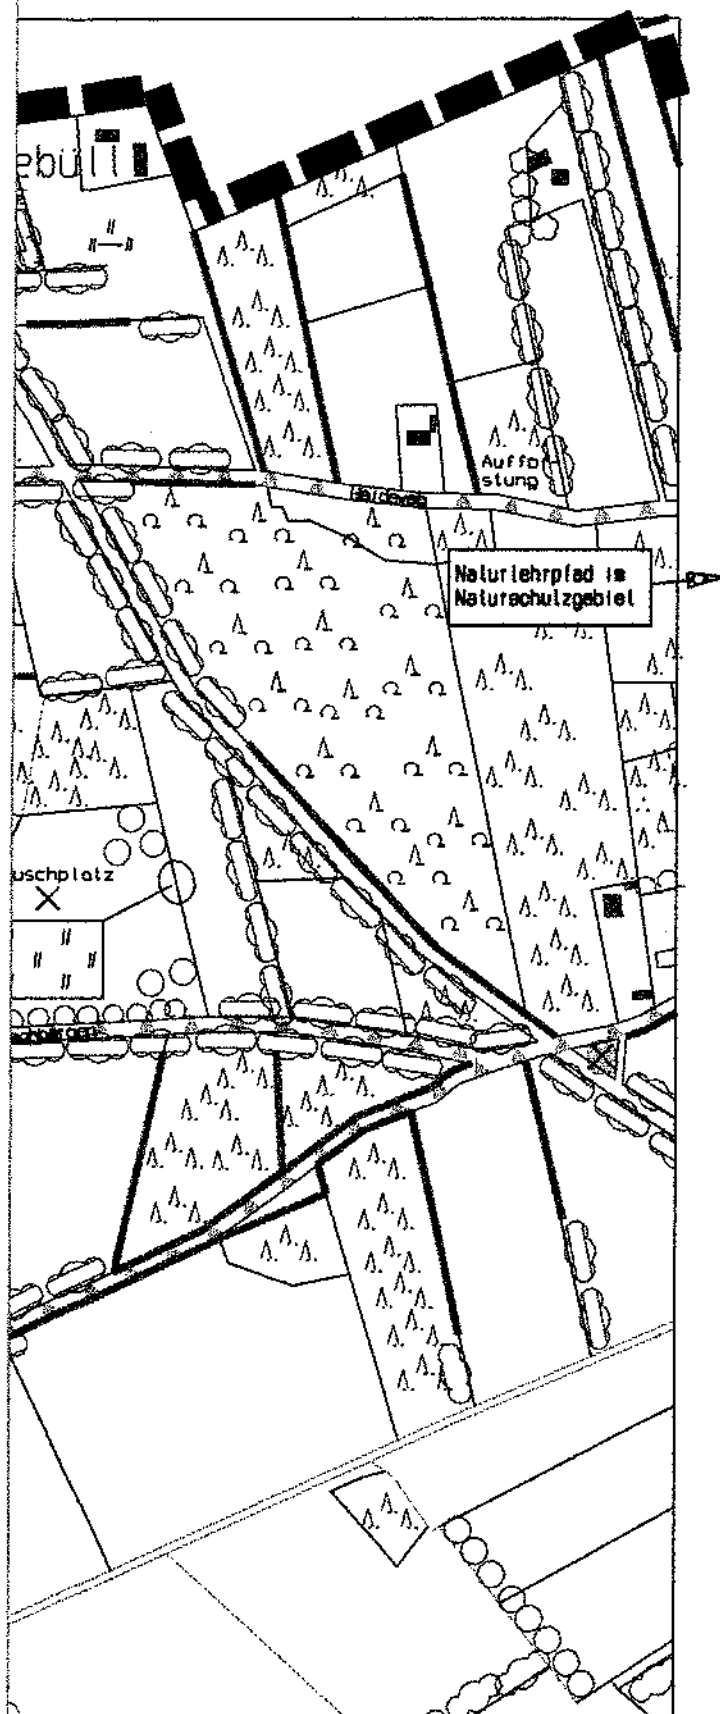 ebüll
Auffo
stung
Heideweg
Naturlehrpfad im
Naturschutzgebiet
uschplatz